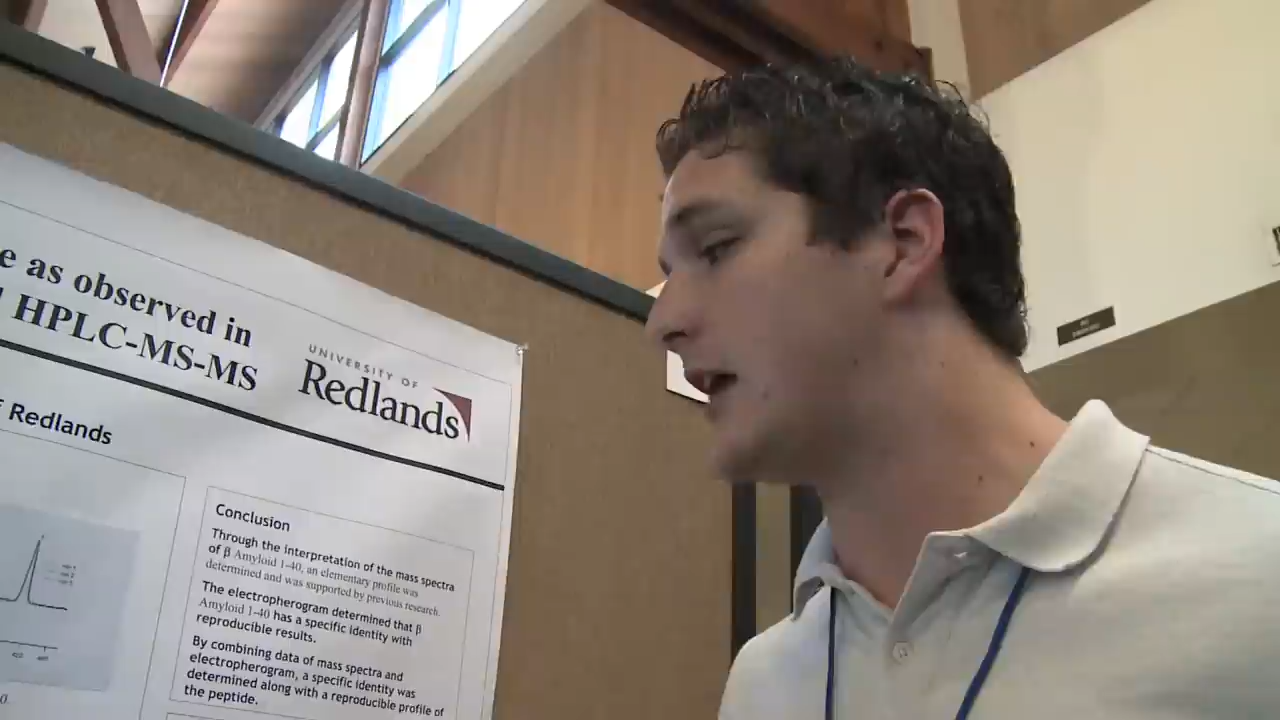 e as observed in
HPLC-MS-MS
UNIVERSITY OF
Redlands
Redlands
Conclusion
Through the interpretation of the mass spectra
of β Amyloid 1-40, an elementary profile was
determined and was supported by previous research.
The electropherogram determined that β
Amyloid 1-40 has a specific identity with
reproducible results.
By combining data of mass spectra and
electropherogram, a specific identity was
determined along with a reproducible profile of
the peptide.